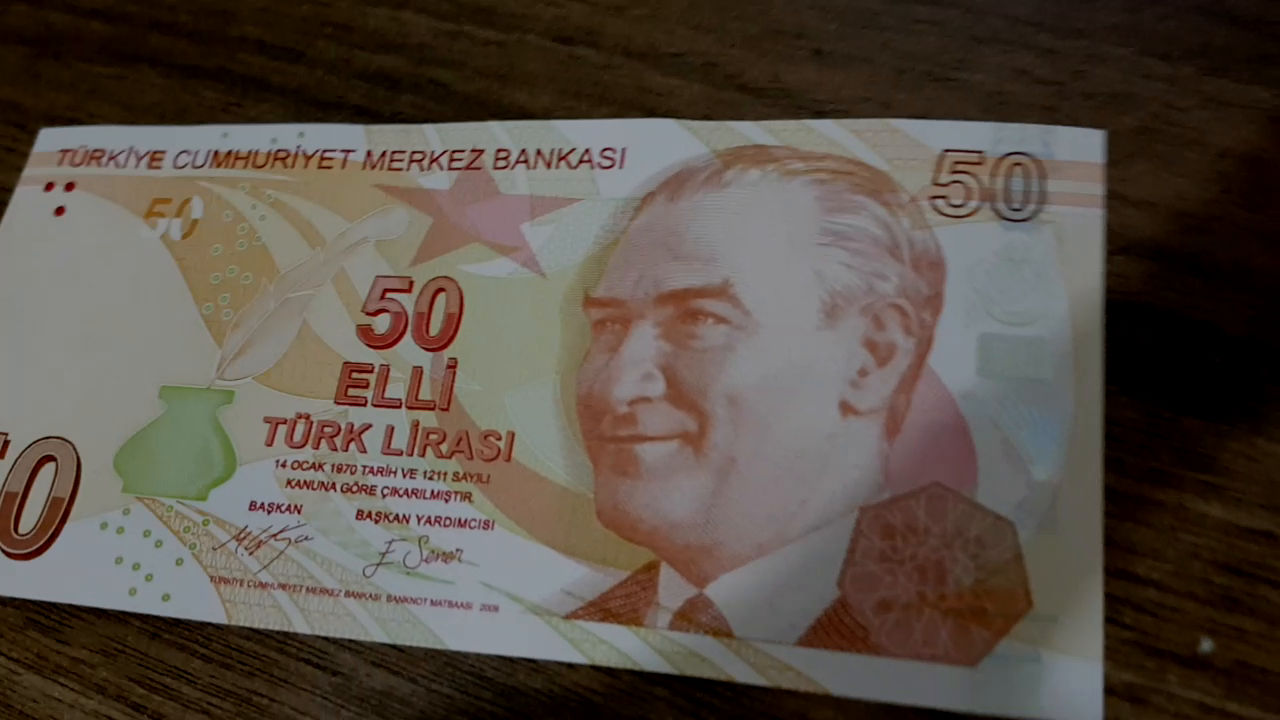 TÜRKİYE CUMHURİYET MERKEZ BANKASI
50
50
50
ELLİ
TÜRK LİRASI
14 OCAK 1970 TARİH VE 1211 SAYILI
KANUNA GÖRE ÇIKARILMIŞTIR.
BAŞKAN
BAŞKAN YARDIMCISI
E Sener
TÜRKİYE CUMHURİYET MERKEZ BANKASI BANKNOT MATBAASI 2009